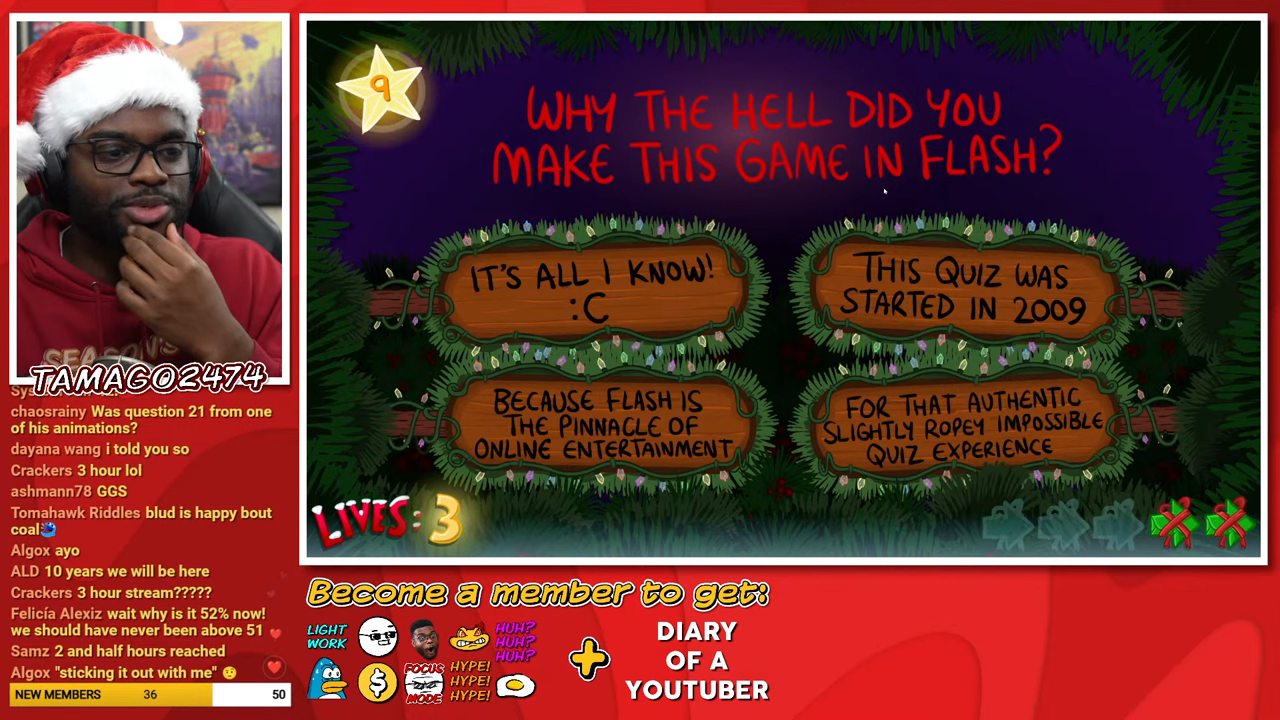 9
WHY THE HELL DID YOU
MAKE THIS GAME IN FLASH?
IT'S ALL I KNOW!
:C
THIS QUIZ WAS
STARTED IN 2009
BECAUSE FLASH IS
THE PINNACLE OF
ONLINE ENTERTAINMENT
FOR THAT AUTHENTIC
SLIGHTLY ROPEY IMPOSSIBLE
QUIZ EXPERIENCE
LIVES: 3
TAMAGO2474
chaosrainy Was question 21 from one
of his animations?
dayana wang i told you so
Crackers 3 hour lol
ashmann78 GGS
Tomahawk Riddles blud is happy bout
coal
Algox ayo
ALD 10 years we will be here
Crackers 3 hour stream?????
Felicía Alexiz wait why is it 52% now!
we should have never been above 51
Samz 2 and half hours reached
Algox "sticking it out with me" 🤨
NEW MEMBERS 36 50
Become a member to get:
LIGHT
WORK
$
FOCUS
MODE
HYPE!
HYPE!
HYPE!
HUH?
HUH?
HUH?
+
DIARY
OF A
YOUTUBER